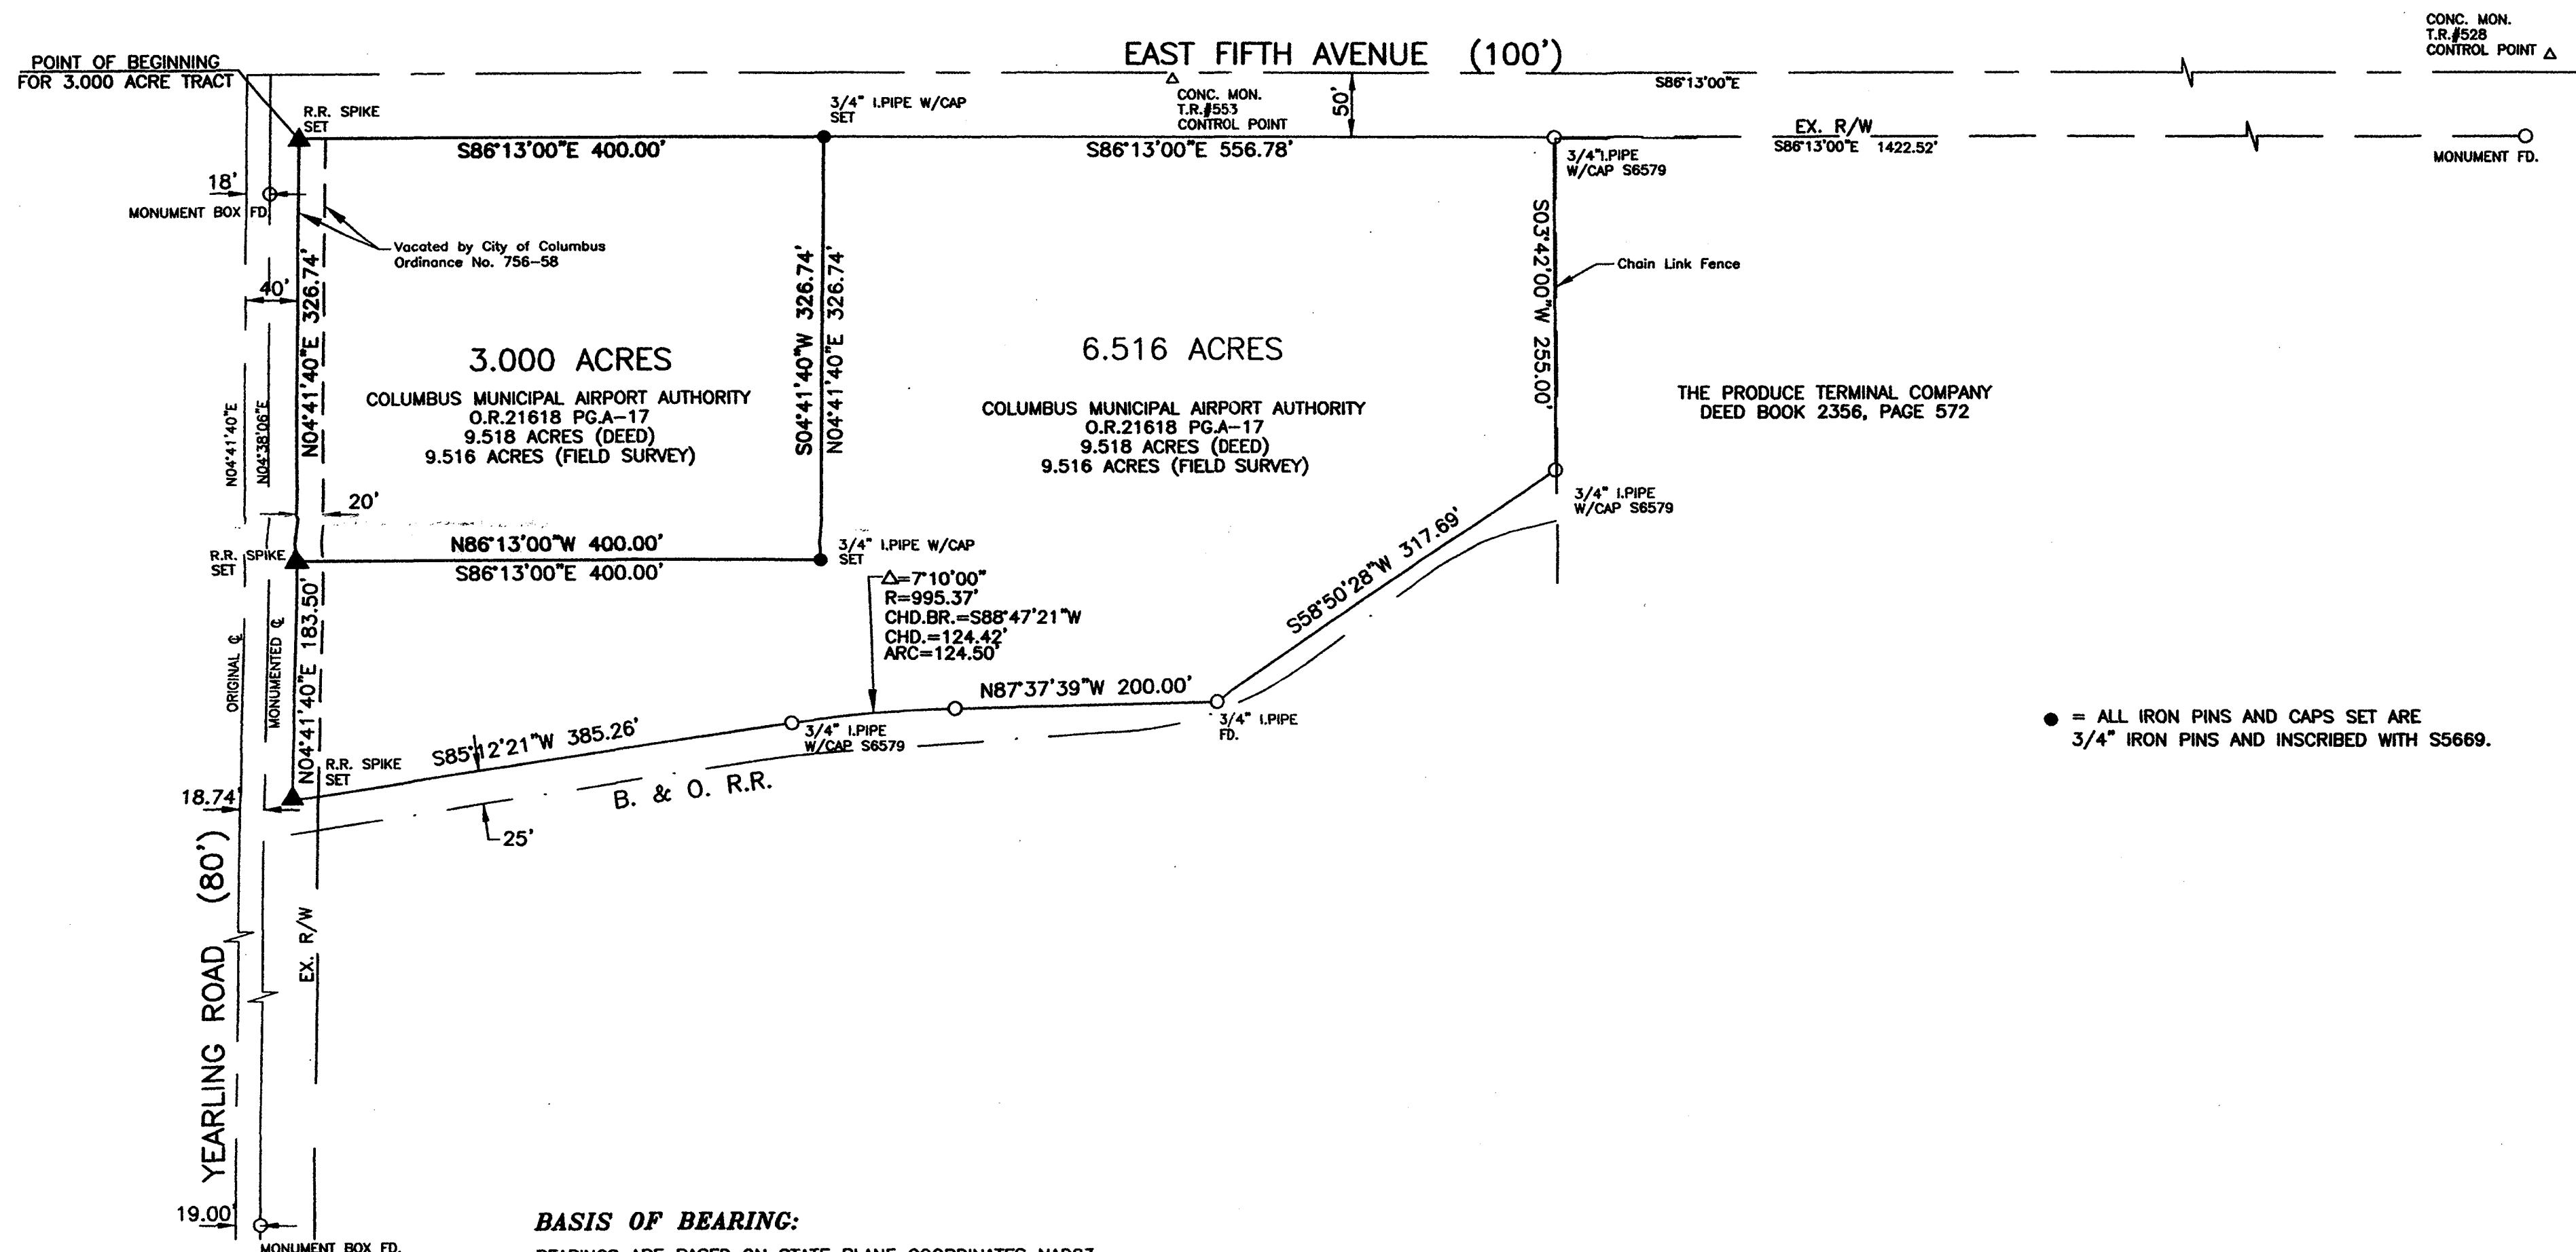 EAST FIFTH AVENUE (100')
CONC. MON.
T.R.#528
CONTROL POINT
POINT OF BEGINNING
FOR 3.000 ACRE TRACT
R.R. SPIKE
SET
3/4" I.PIPE W/CAP
SET
CONC. MON.
T.R.#553
CONTROL POINT
50'
S86°13'00"E
EX. R/W
S86°13'00"E 1422.52'
MONUMENT FD.
S86°13'00"E 400.00'
S86°13'00"E 556.78'
3/4"I.PIPE
W/CAP S6579
18'
MONUMENT BOX FD.
Vacated by City of Columbus
Ordinance No. 756-58
40'
N04°41'40"E 326.74'
S04°41'40"W 326.74'
N04°41'40"E 326.74'
S03°42'00"W 255.00'
Chain Link Fence
3.000 ACRES
COLUMBUS MUNICIPAL AIRPORT AUTHORITY
O.R.21618 PG.A-17
9.518 ACRES (DEED)
9.516 ACRES (FIELD SURVEY)
6.516 ACRES
COLUMBUS MUNICIPAL AIRPORT AUTHORITY
O.R.21618 PG.A-17
9.518 ACRES (DEED)
9.516 ACRES (FIELD SURVEY)
THE PRODUCE TERMINAL COMPANY
DEED BOOK 2356, PAGE 572
N04°41'40"E
N04°38'06"E
20'
3/4" I.PIPE
W/CAP S6579
R.R. SPIKE
SET
N86°13'00"W 400.00'
S86°13'00"E 400.00'
3/4" I.PIPE W/CAP
SET
Δ=7°10'00"
R=995.37'
CHD.BR.=S88°47'21"W
CHD.=124.42'
ARC=124.50'
S58°50'28"W 317.69'
ORIGINAL ℄
MONUMENTED ℄
N04°41'40"E 183.50'
N87°37'39"W 200.00'
3/4" I.PIPE
FD.
S85°12'21"W 385.26'
3/4" I.PIPE
W/CAP S6579
R.R. SPIKE
SET
B. & O. R.R.
25'
18.74'
= ALL IRON PINS AND CAPS SET ARE
3/4" IRON PINS AND INSCRIBED WITH S5669.
YEARLING ROAD (80')
EX. R/W
19.00'
MONUMENT BOX FD.
BASIS OF BEARING:
BEARINGS ARE BASED ON STATE PLANE COORDINATES NAD83